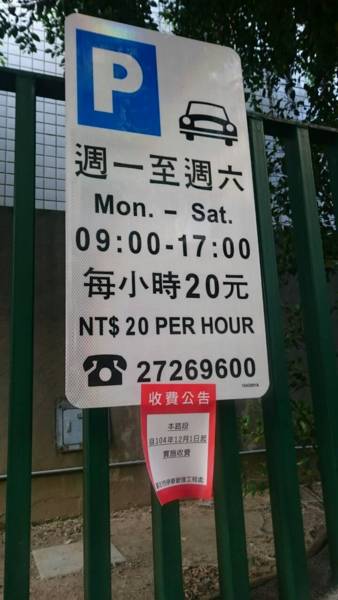 P
週一至週六
Mon. - Sat.
09:00-17:00
每小時20元
NT$ 20 PER HOUR
27269600
收費公告
本路段
自104年12月1日起
實施收費